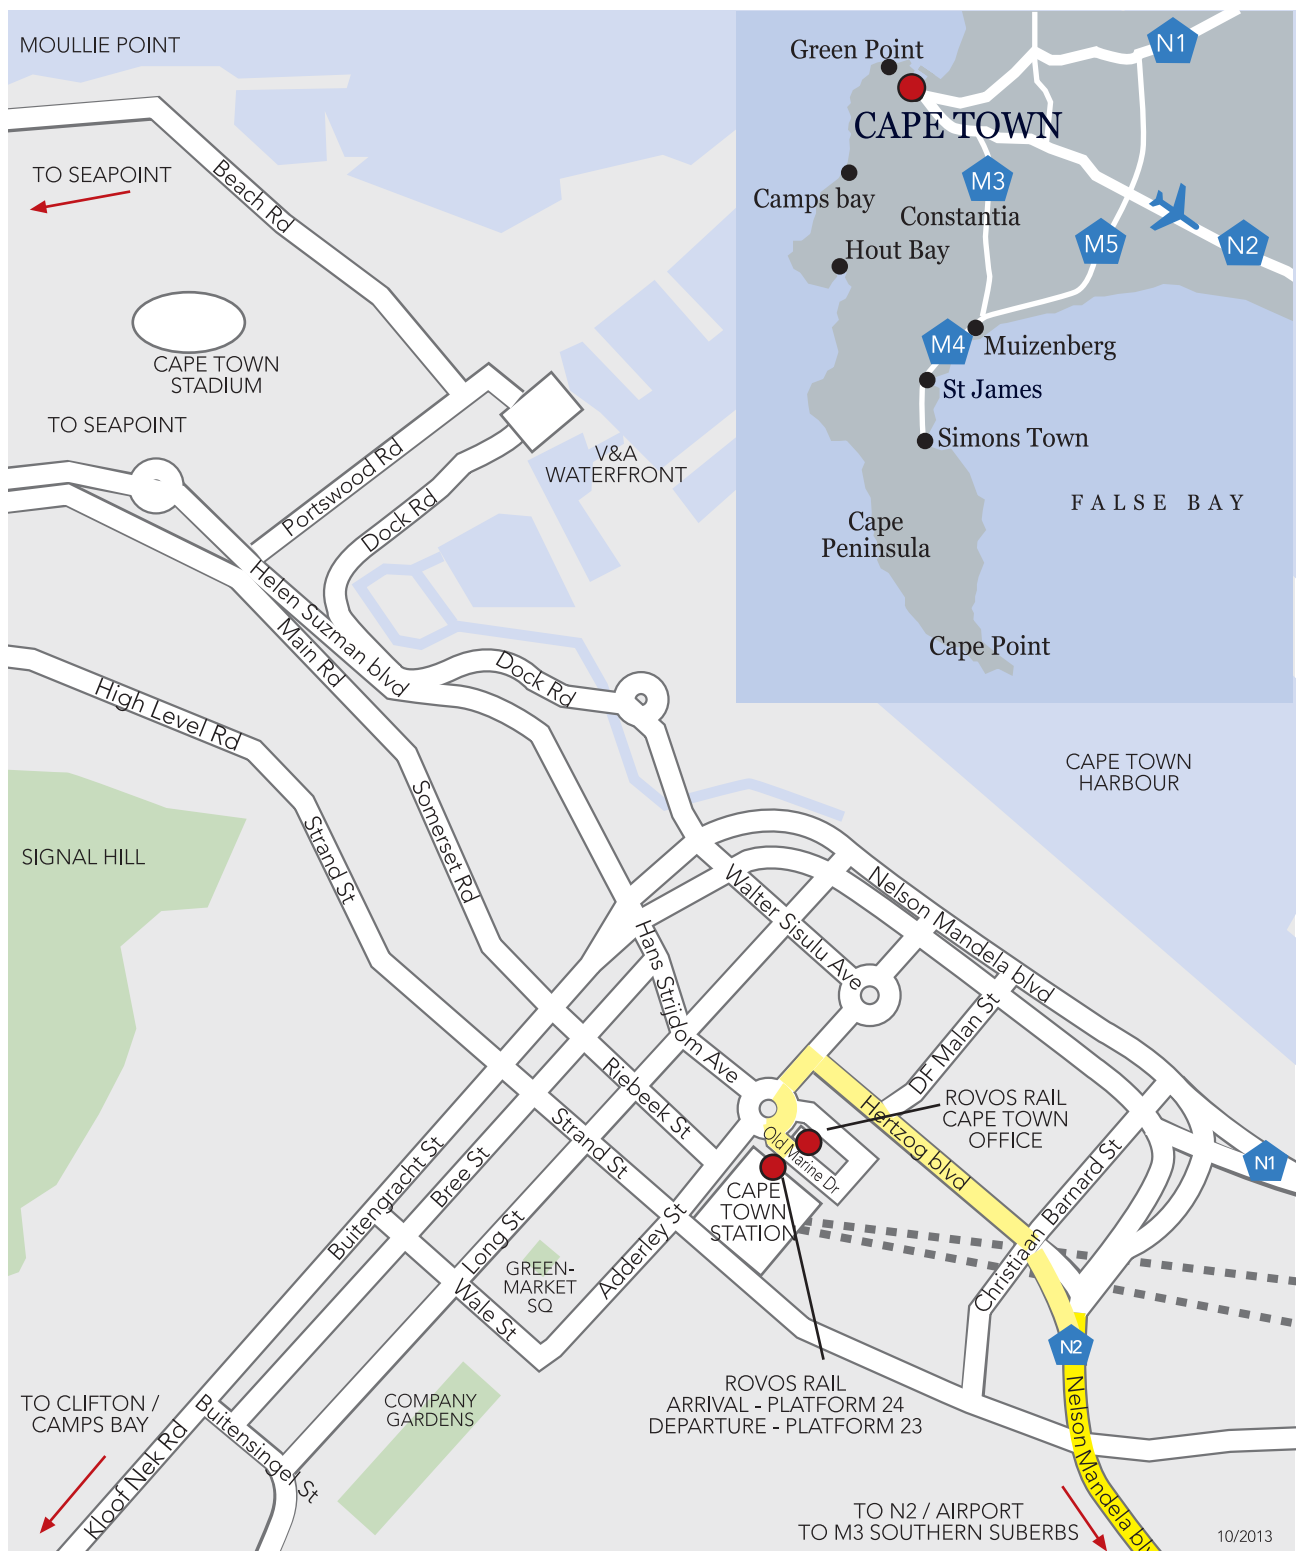 MOULLIE POINT
TO SEAPOINT
Beach Rd
CAPE TOWN
STADIUM
TO SEAPOINT
Portswood Rd
Dock Rd
V&A
WATERFRONT
Helen Suzman blvd
Main Rd
Dock Rd
High Level Rd
SIGNAL HILL
Strand St
Somerset Rd
Green Point
CAPE TOWN
N1
Camps bay
M3
Constantia
M5
N2
Hout Bay
M4
Muizenberg
St James
Simons Town
FALSE BAY
Cape
Peninsula
Cape Point
CAPE TOWN
HARBOUR
Nelson Mandela blvd
Walter Sisulu Ave
Hans Strijdom Ave
DF Malan St
Riebeek St
Strand St
Hertzog blvd
ROVOS RAIL
CAPE TOWN
OFFICE
Old Marine Dr
CAPE
TOWN
STATION
N1
Christiaan Barnard St
Buitengracht St
Bree St
Long St
Adderley St
GREEN-
MARKET
SQ
Wale St
N2
ROVOS RAIL
ARRIVAL - PLATFORM 24
DEPARTURE - PLATFORM 23
COMPANY
GARDENS
TO CLIFTON /
CAMPS BAY
Buitensingel St
Kloof Nek Rd
Nelson Mandela blv
TO N2 / AIRPORT
TO M3 SOUTHERN SUBERBS
10/2013